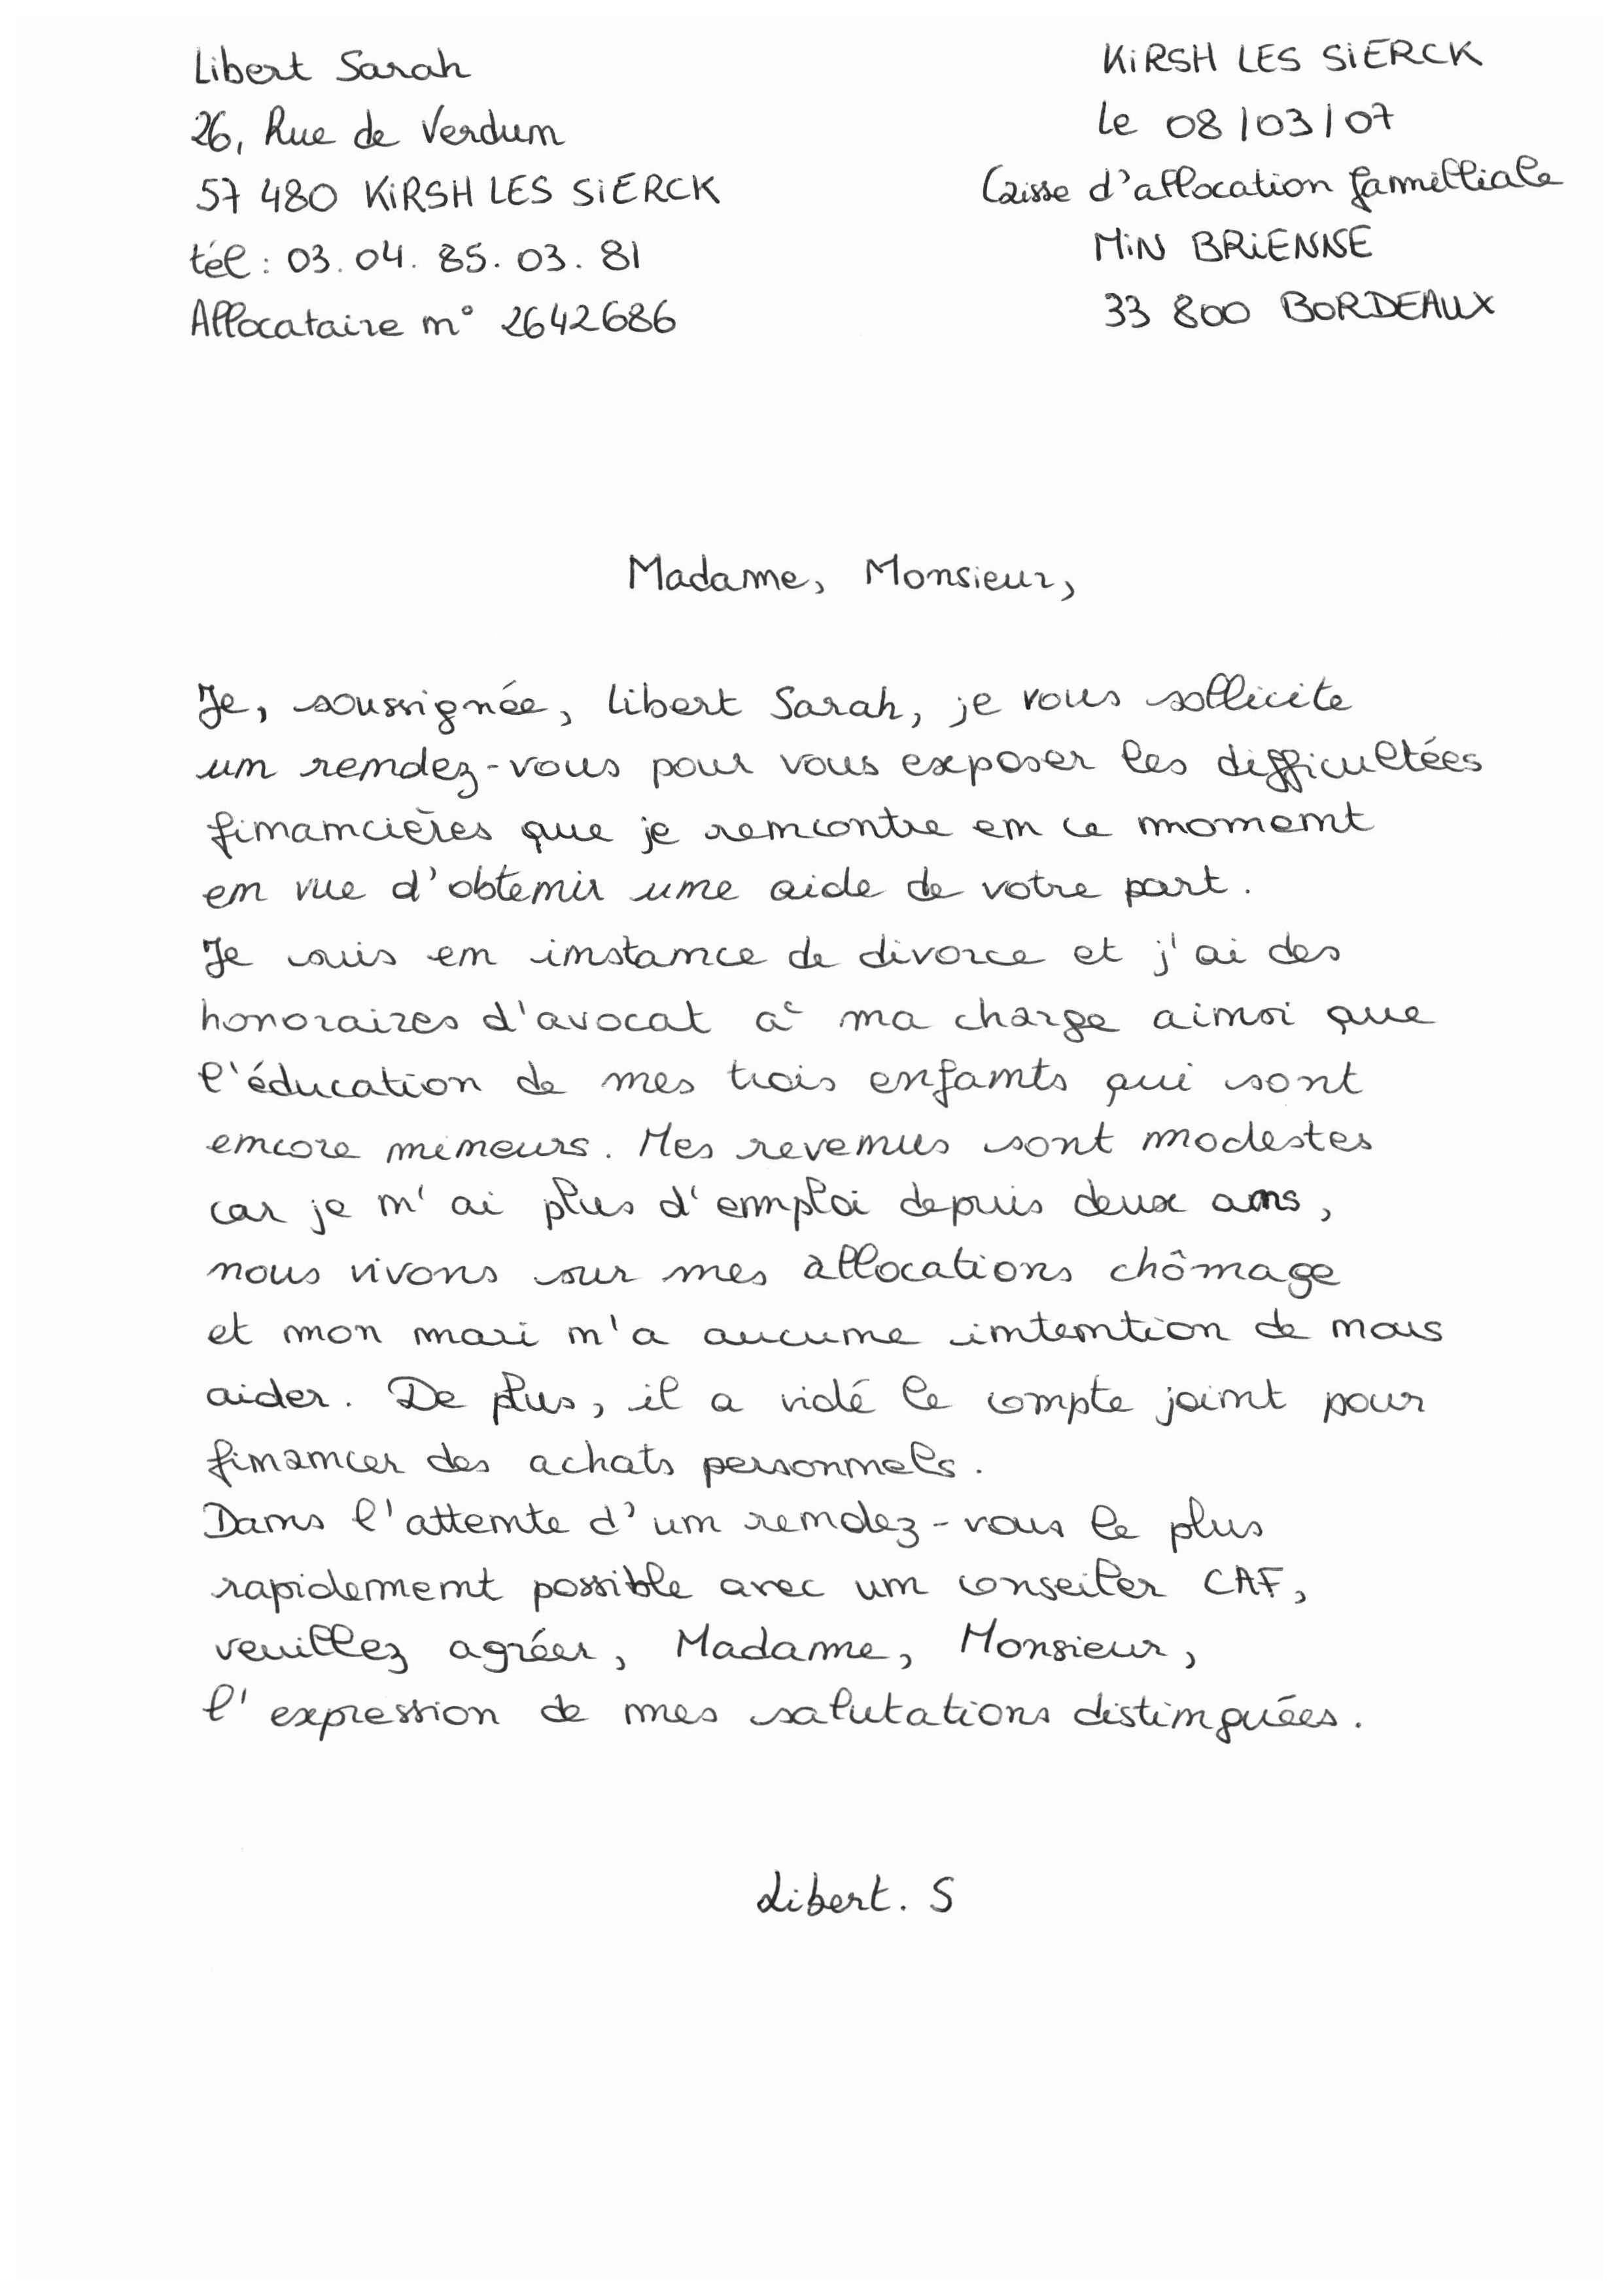 Libert Sarah
26, Rue de Verdun
57 480 KIRSH LES SIERCK
tél : 03. 04. 85. 03. 81
Allocataire n° 2642686
KIRSH LES SIERCK
Le 08/03/07
Caisse d'allocation familliale
MIN BRIENNE
33 800 BORDEAUX
Madame, Monsieur,
Je, soussignée, Libert Sarah, je vous sollicite
un rendez-vous pour vous exposer les difficultées
financières que je rencontre en ce moment
en vue d'obtenir une aide de votre part.
Je suis en instance de divorce et j'ai des
honoraires d'avocat à ma charge ainsi que
l'éducation de mes trois enfants qui sont
encore mineurs. Mes revenus sont modestes
car je n'ai plus d'emploi depuis deux ans,
nous vivons sur mes allocations chômage
et mon mari n'a aucune intention de nous
aider. De plus, il a vidé le compte joint pour
financer des achats personnels.
Dans l'attente d'un rendez-vous le plus
rapidement possible avec un conseiler CAF,
veuillez agréer, Madame, Monsieur,
l'expression de mes salutations distinguées.
Libert. S